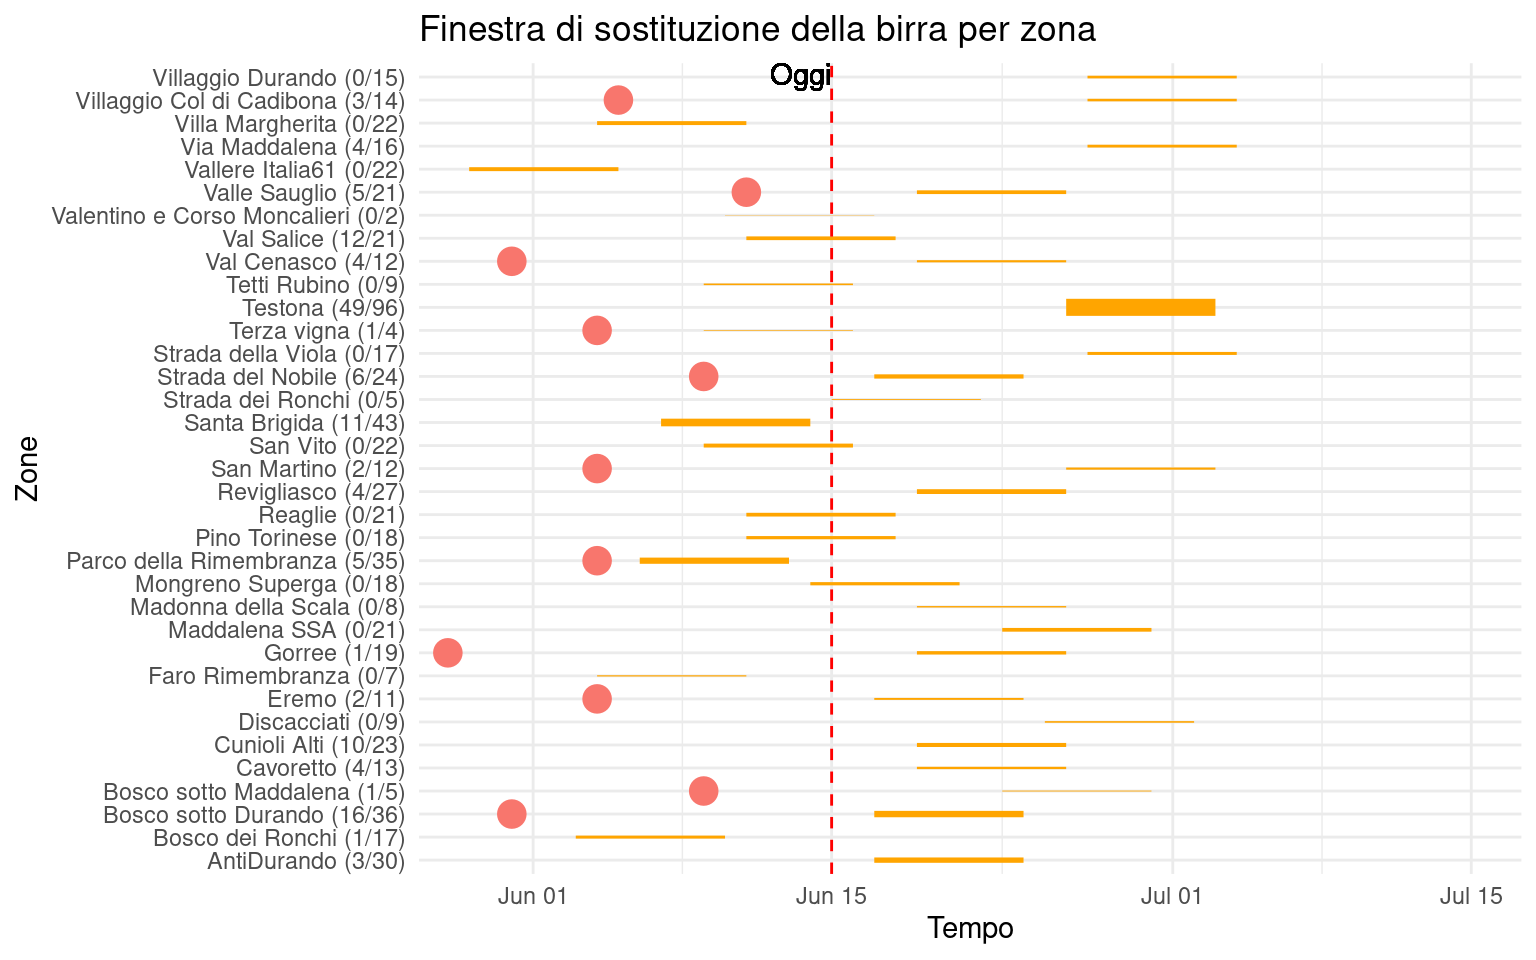 Finestra di sostituzione della birra per zona
Oggi
Villaggio Durando (0/15)
Villaggio Col di Cadibona (3/14)
Villa Margherita (0/22)
Via Maddalena (4/16)
Vallere Italia61 (0/22)
Valle Sauglio (5/21)
Valentino e Corso Moncalieri (0/2)
Val Salice (12/21)
Val Cenasco (4/12)
Tetti Rubino (0/9)
Testona (49/96)
Terza vigna (1/4)
Strada della Viola (0/17)
Strada del Nobile (6/24)
Strada dei Ronchi (0/5)
Santa Brigida (11/43)
San Vito (0/22)
San Martino (2/12)
Revigliasco (4/27)
Reaglie (0/21)
Pino Torinese (0/18)
Parco della Rimembranza (5/35)
Mongreno Superga (0/18)
Madonna della Scala (0/8)
Maddalena SSA (0/21)
Gorree (1/19)
Faro Rimembranza (0/7)
Eremo (2/11)
Discacciati (0/9)
Cunioli Alti (10/23)
Cavoretto (4/13)
Bosco sotto Maddalena (1/5)
Bosco sotto Durando (16/36)
Bosco dei Ronchi (1/17)
AntiDurando (3/30)
Zone
Jun 01 Jun 15 Jul 01 Jul 15
Tempo